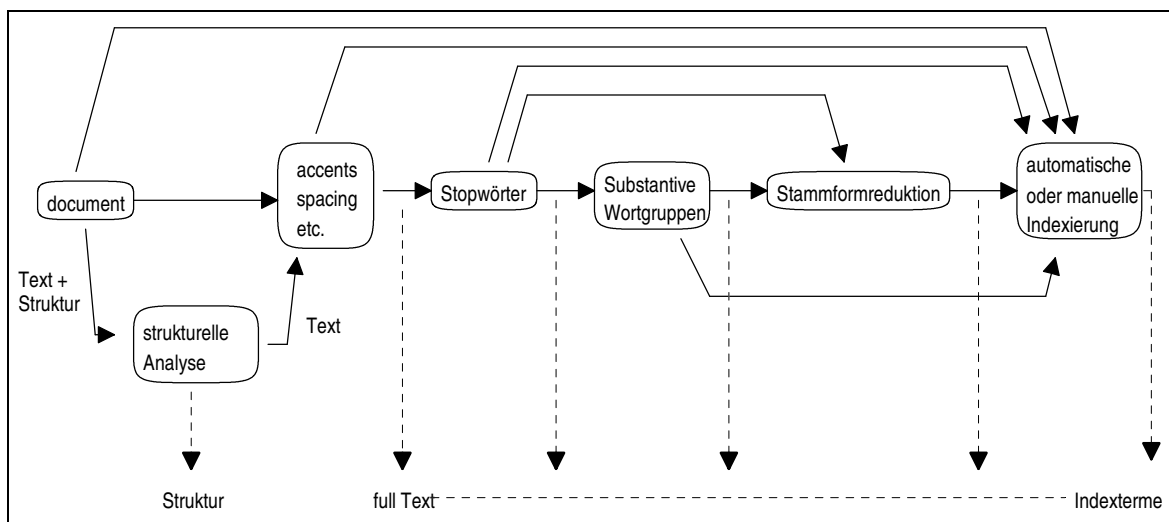 document
Text +
Struktur
strukturelle
Analyse
Text
accents
spacing
etc.
Stopwörter
Substantive
Wortgruppen
Stammformreduktion
automatische
oder manuelle
Indexierung
Struktur
full Text
Indexterme